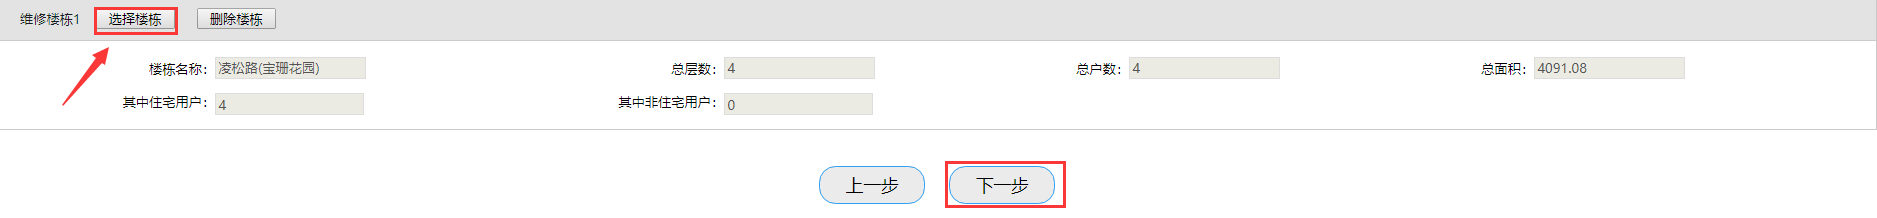 维修楼栋1 选择楼栋 删除楼栋
楼栋名称： 凌松路(宝珊花园) 总层数： 4 总户数： 4 总面积： 4091.08
其中住宅用户： 4 其中非住宅用户： 0
上一步 下一步